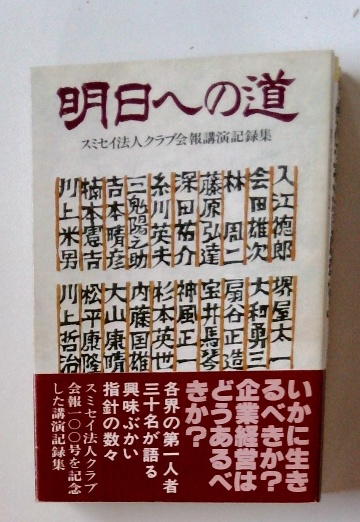 明日への道
スミセイ法人クラブ会報講演記録集
入江徳郎
会田雄次
林周二
藤原弘達
深田祐介
糸川英夫
三鬼陽之助
吉本晴彦
楠本憲吉
川上米男
堺屋太一
大和勇三
扇谷正造
宝井馬琴
神風正一
杉本英世
内藤国雄
大山康晴
松平康隆
川上哲治
いかに生き
るべきか?
企業経営は
どうあるべ
きか?
各界の第一人者
三十名が語る
興味ぶかい
指針の数々
スミセイ法人クラブ
会報一〇〇号を記念
した講演記録集